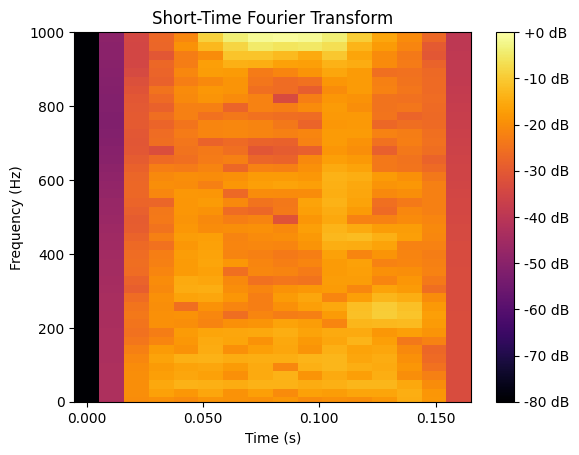 Short-Time Fourier Transform
1000
800
600
400
200
0
Frequency (Hz)
0.000
0.050
0.100
0.150
Time (s)
+0 dB
-10 dB
-20 dB
-30 dB
-40 dB
-50 dB
-60 dB
-70 dB
-80 dB